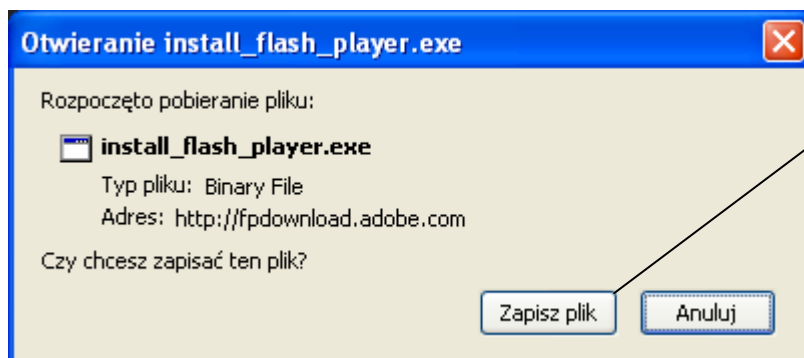 Otwieranie install_flash_player.exe
Rozpoczęto pobieranie pliku:
install_flash_player.exe
Typ pliku: Binary File
Adres: http://fpdownload.adobe.com
Czy chcesz zapisać ten plik?
Zapisz plik Anuluj